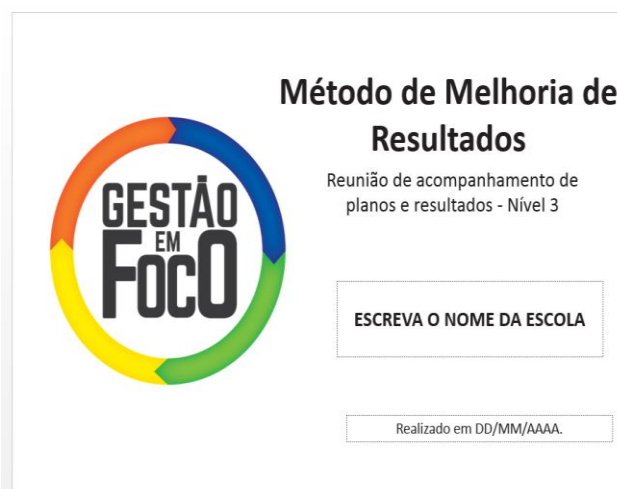 Método de Melhoria de
Resultados
Reunião de acompanhamento de
planos e resultados - Nível 3
GESTÃO
EM
FOCO
ESCREVA O NOME DA ESCOLA
Realizado em DD/MM/AAAA.